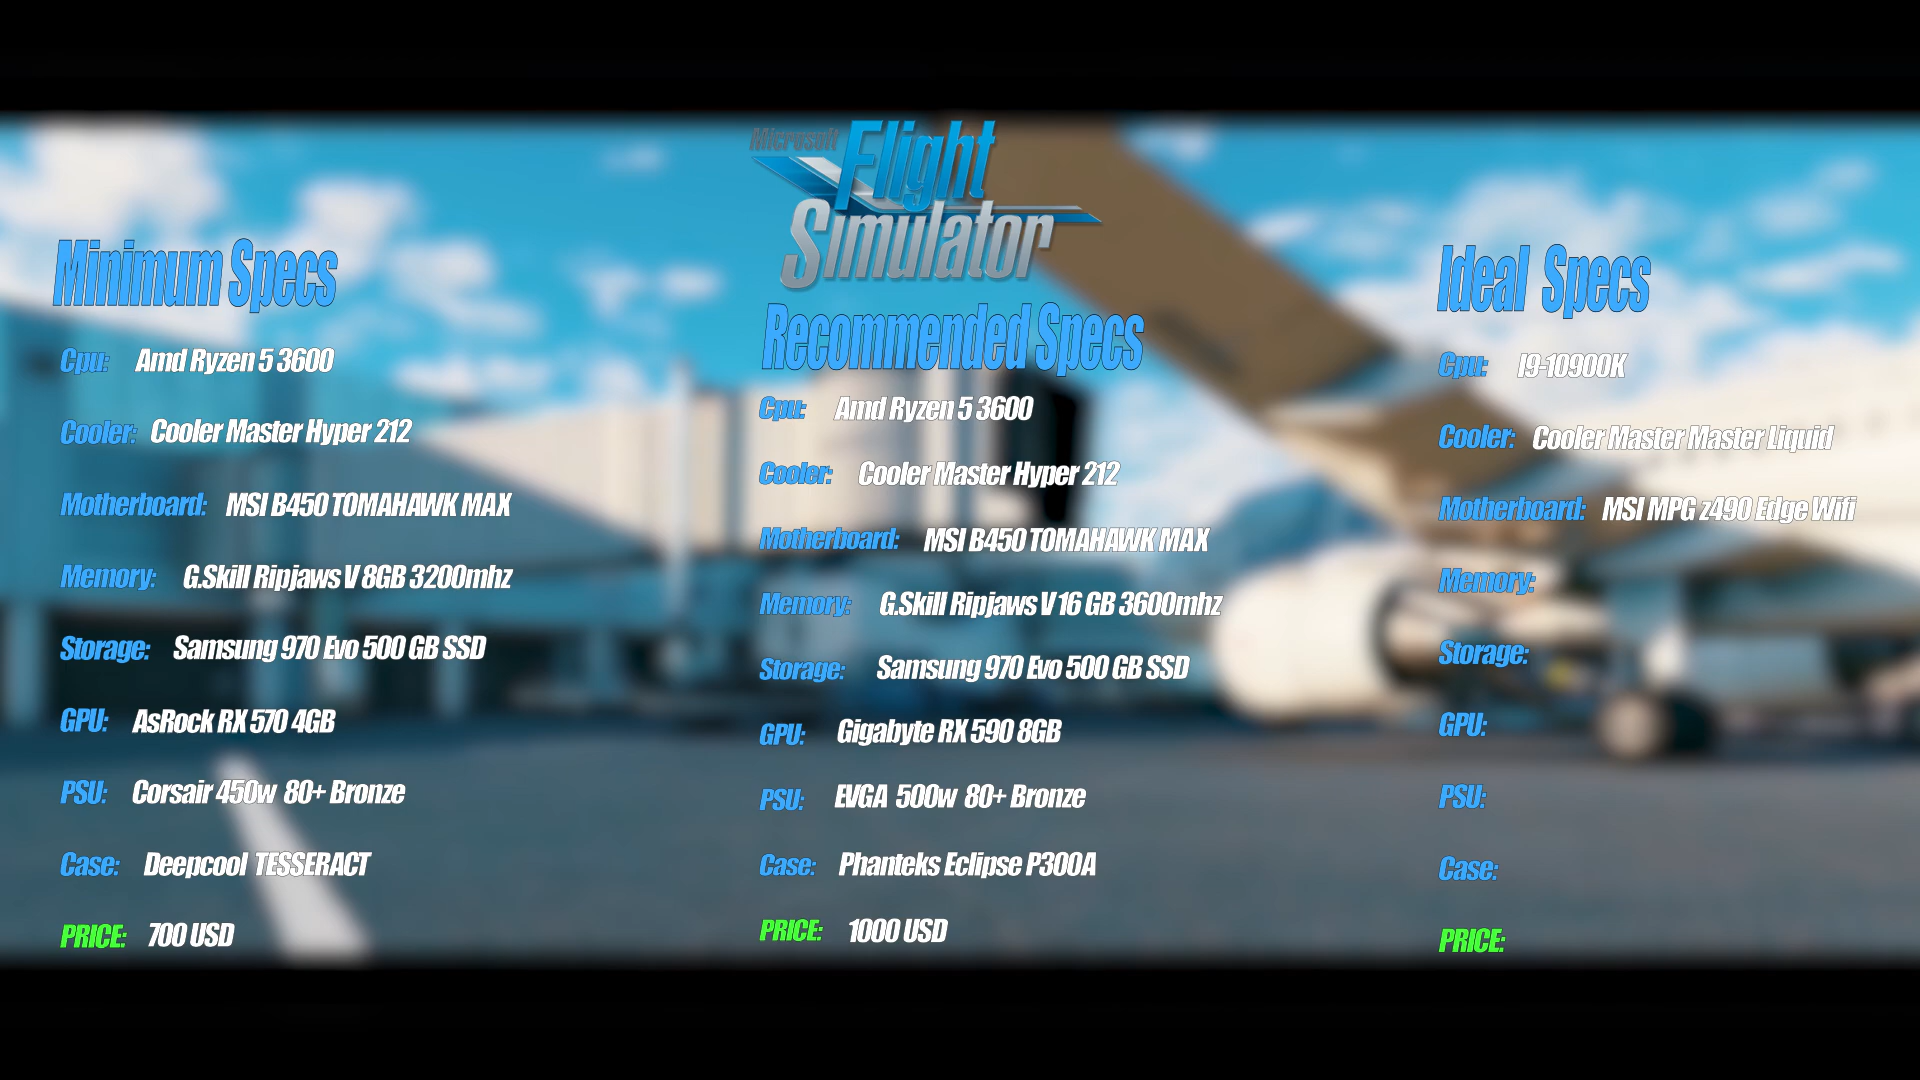 Microsoft
Flight
Simulator
Minimum Specs
Cpu: Amd Ryzen 5 3600
Cooler: Cooler Master Hyper 212
Motherboard: MSI B450 TOMAHAWK MAX
Memory: G.Skill Ripjaws V 8GB 3200mhz
Storage: Samsung 970 Evo 500 GB SSD
GPU: AsRock RX 570 4GB
PSU: Corsair 450w 80+ Bronze
Case: Deepcool TESSERACT
PRICE: 700 USD
Recommended Specs
Cpu: Amd Ryzen 5 3600
Cooler: Cooler Master Hyper 212
Motherboard: MSI B450 TOMAHAWK MAX
Memory: G.Skill Ripjaws V 16 GB 3600mhz
Storage: Samsung 970 Evo 500 GB SSD
GPU: Gigabyte RX 590 8GB
PSU: EVGA 500w 80+ Bronze
Case: Phanteks Eclipse P300A
PRICE: 1000 USD
Ideal Specs
Cpu: I9-10900K
Cooler: Cooler Master Master Liquid
Motherboard: MSI MPG z490 Edge Wifi
Memory:
Storage:
GPU:
PSU:
Case:
PRICE: